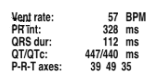 Vent rate: 57 BPM
PR int: 328 ms
QRS dur: 112 ms
QT/QTc: 447/440 ms
P-R-T axes: 39 49 35